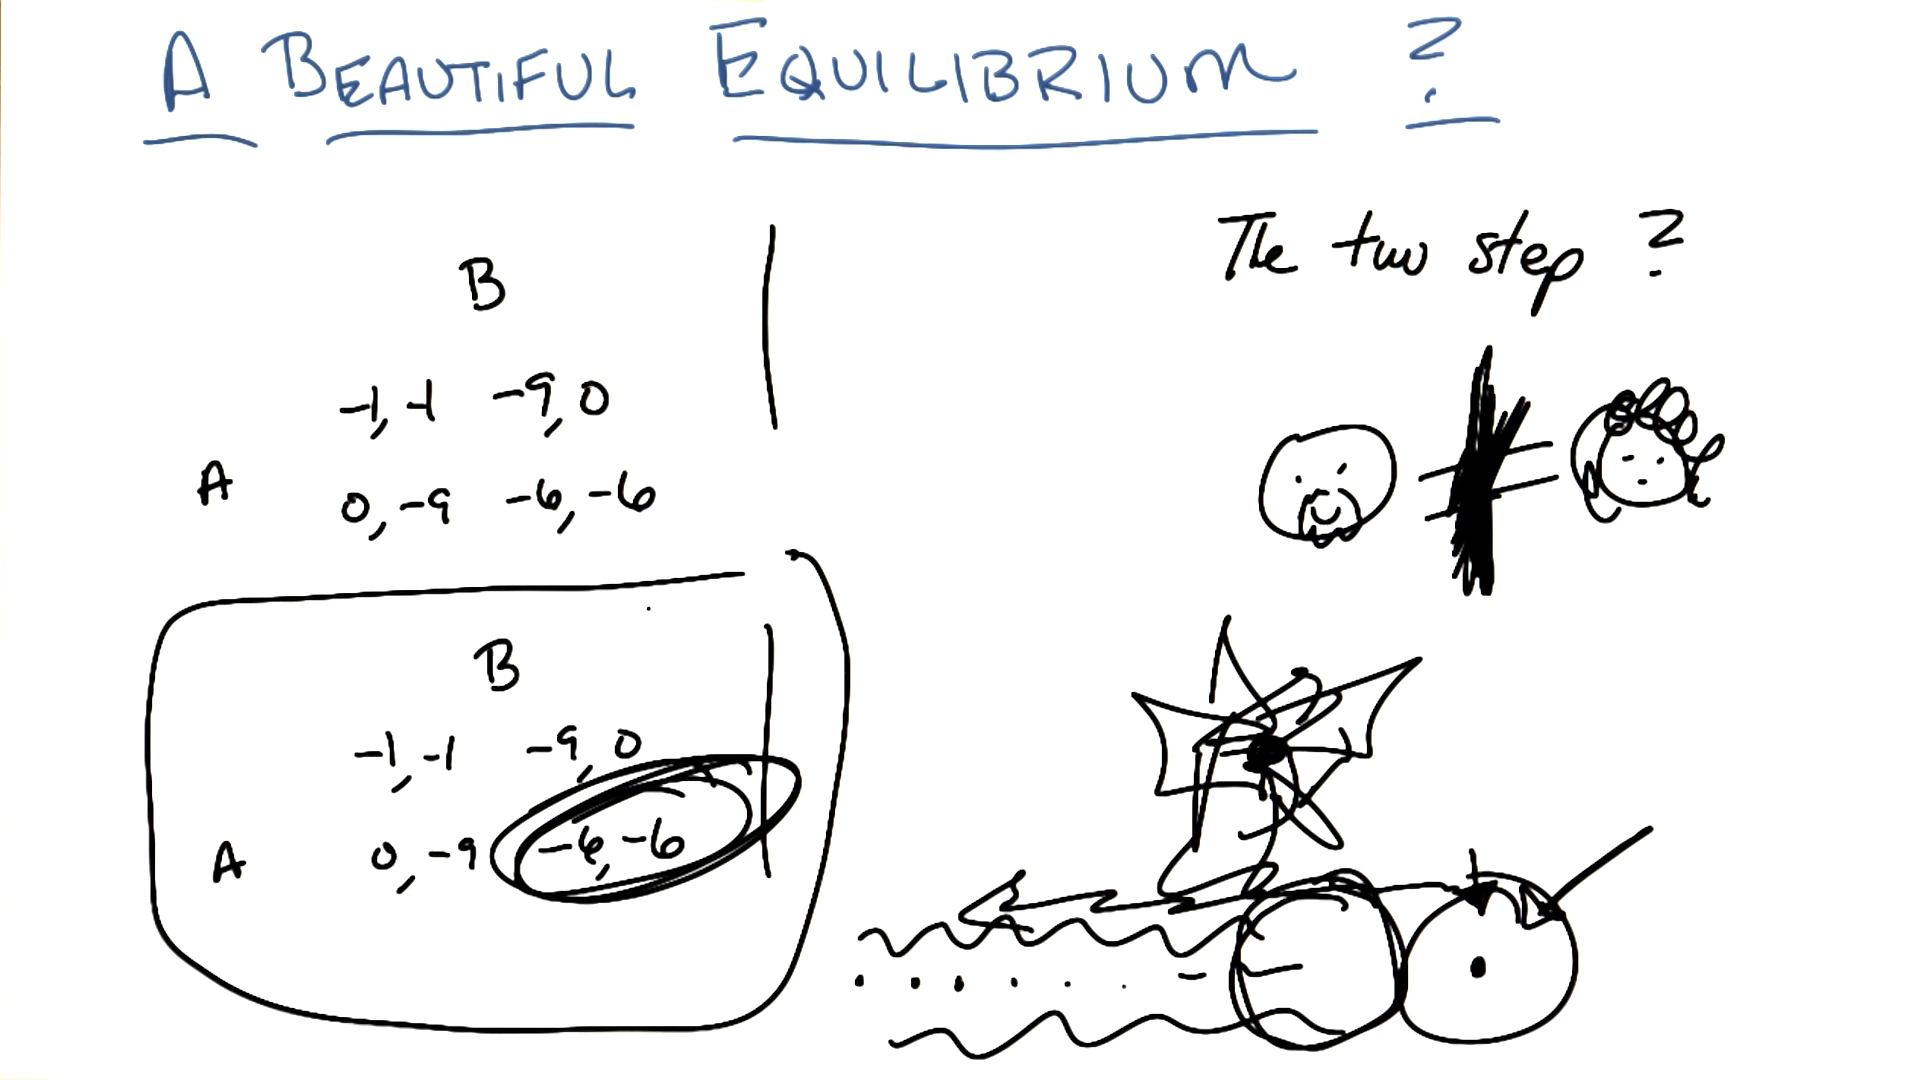 A BEAUTIFUL EQUILIBRIUM ?
The two step ?
B
-1, -1 -9, 0
A
0, -9 -6, -6
B
-1, -1 -9, 0
A 0, -9 -6, -6